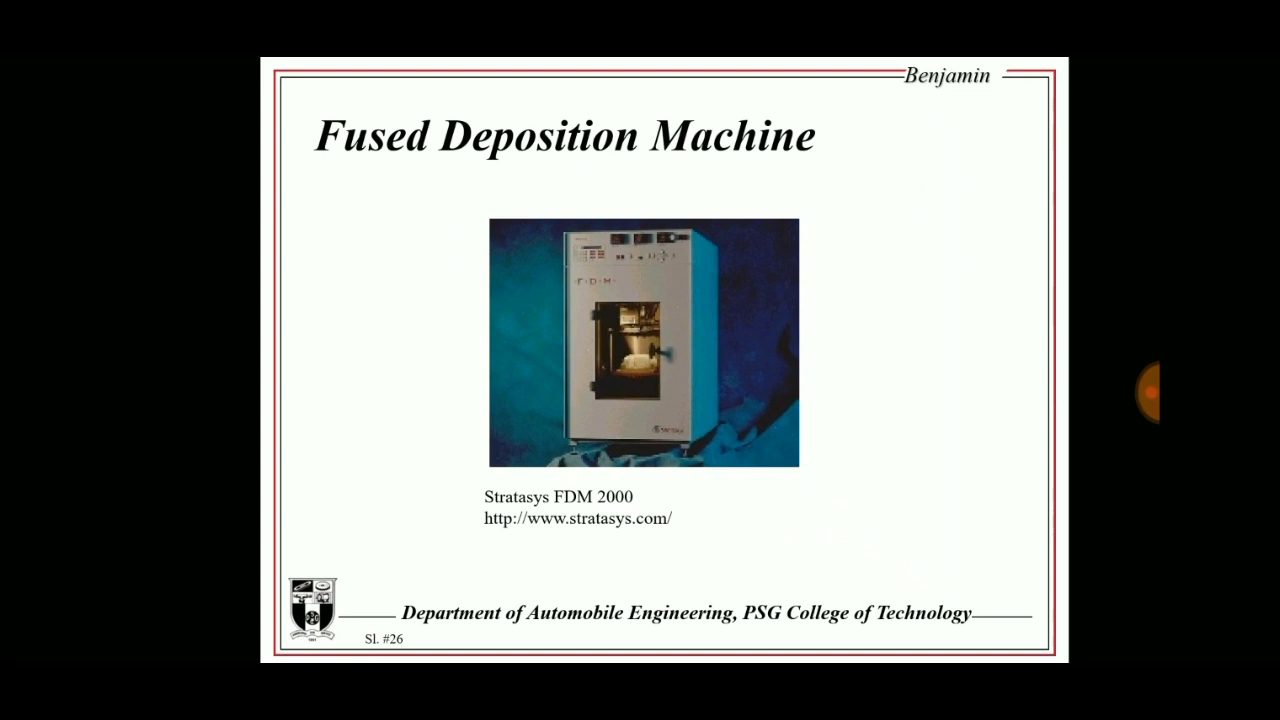 Benjamin
Fused Deposition Machine
F D M
Stratasys FDM 2000
http://www.stratasys.com/
Department of Automobile Engineering, PSG College of Technology
Sl. #26